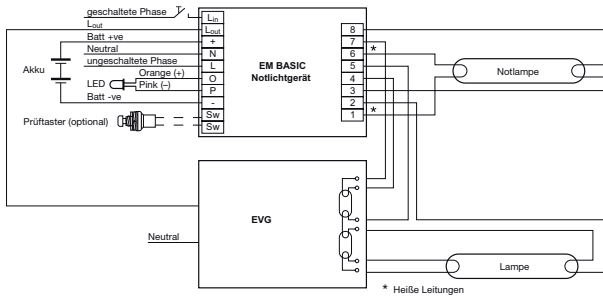 geschaltete Phase
Lout
Batt +ve
Neutral
ungeschaltete Phase
Akku
LED
Orange (+)
Pink (–)
Batt -ve
Prüftaster (optional)
Lin
Lout
+
N
L
O
P
-
Sw
Sw
EM BASIC
Notlichtgerät
8
7
6
5
4
3
2
1
*
*
Notlampe
EVG
Neutral
Lampe
* Heiße Leitungen